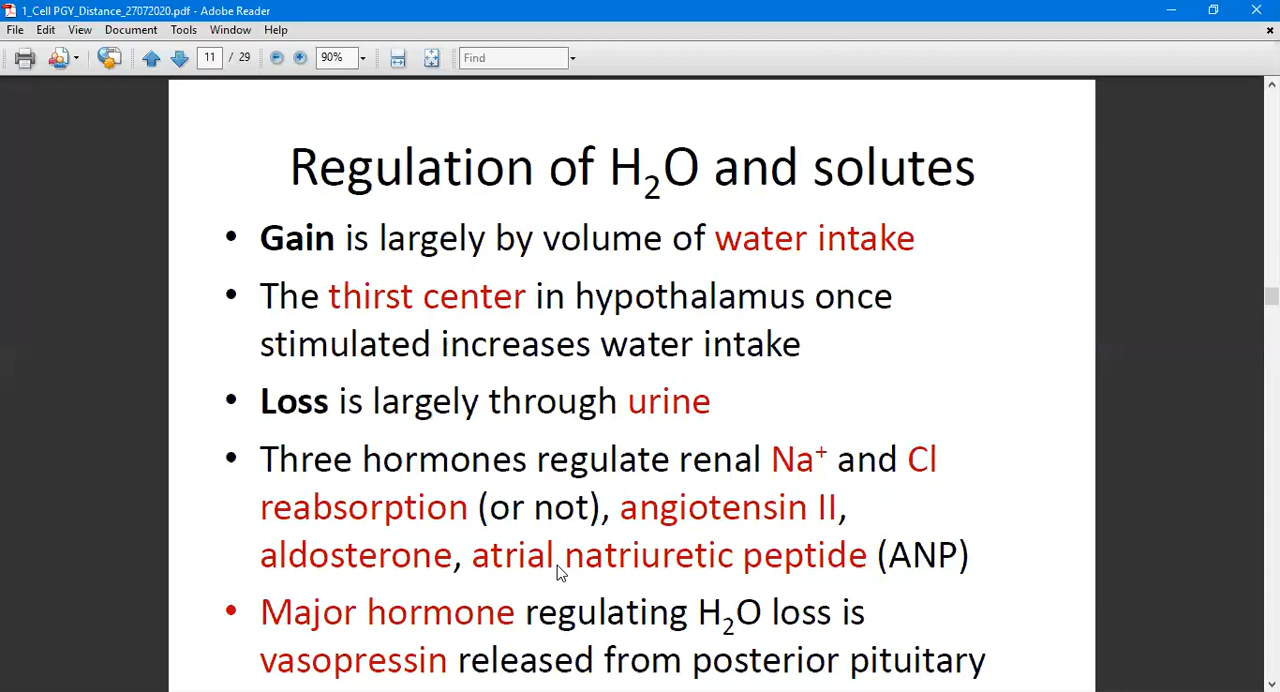 1_Cell PGY_Distance_27072020.pdf - Adobe Reader
File Edit View Document Tools Window Help
11 / 29 90% Find
Regulation of H₂O and solutes
• Gain is largely by volume of water intake
• The thirst center in hypothalamus once
stimulated increases water intake
• Loss is largely through urine
• Three hormones regulate renal Na⁺ and Cl
reabsorption (or not), angiotensin II,
aldosterone, atrial natriuretic peptide (ANP)
• Major hormone regulating H₂O loss is
vasopressin released from posterior pituitary